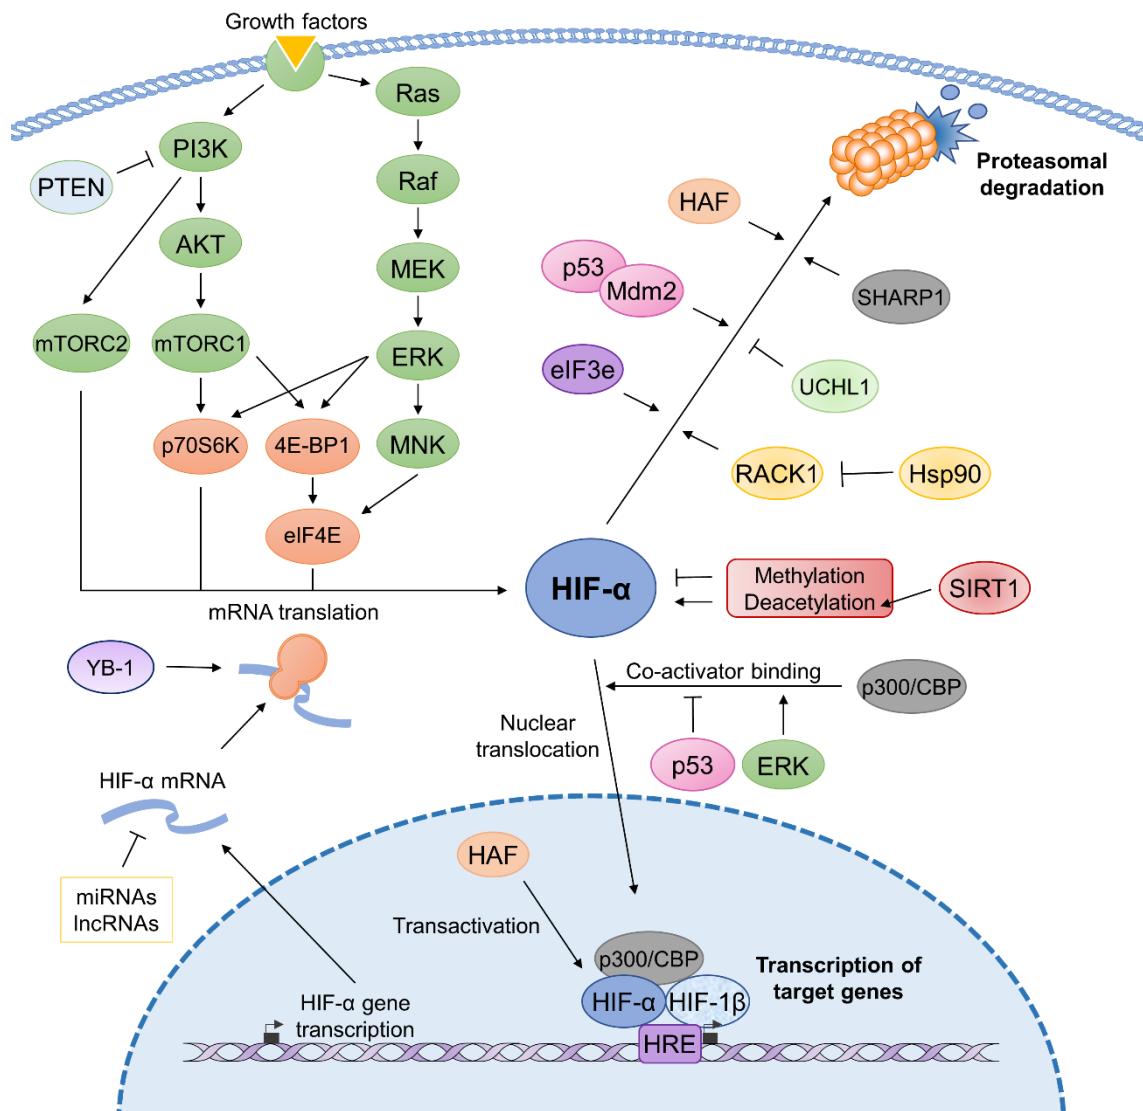 Growth factors
Ras
PI3K
PTEN
Raf
AKT
MEK
mTORC2
mTORC1
ERK
p70S6K
4E-BP1
MNK
eIF4E
mRNA translation
YB-1
HIF-α mRNA
miRNAs
lncRNAs
HIF-α gene
transcription
Proteasomal
degradation
HAF
p53
Mdm2
SHARP1
eIF3e
UCHL1
RACK1
Hsp90
HIF-α
Methylation
Deacetylation
SIRT1
Co-activator binding
p300/CBP
Nuclear
translocation
p53
ERK
HAF
Transactivation
p300/CBP
HIF-α
HIF-1β
HRE
Transcription of
target genes